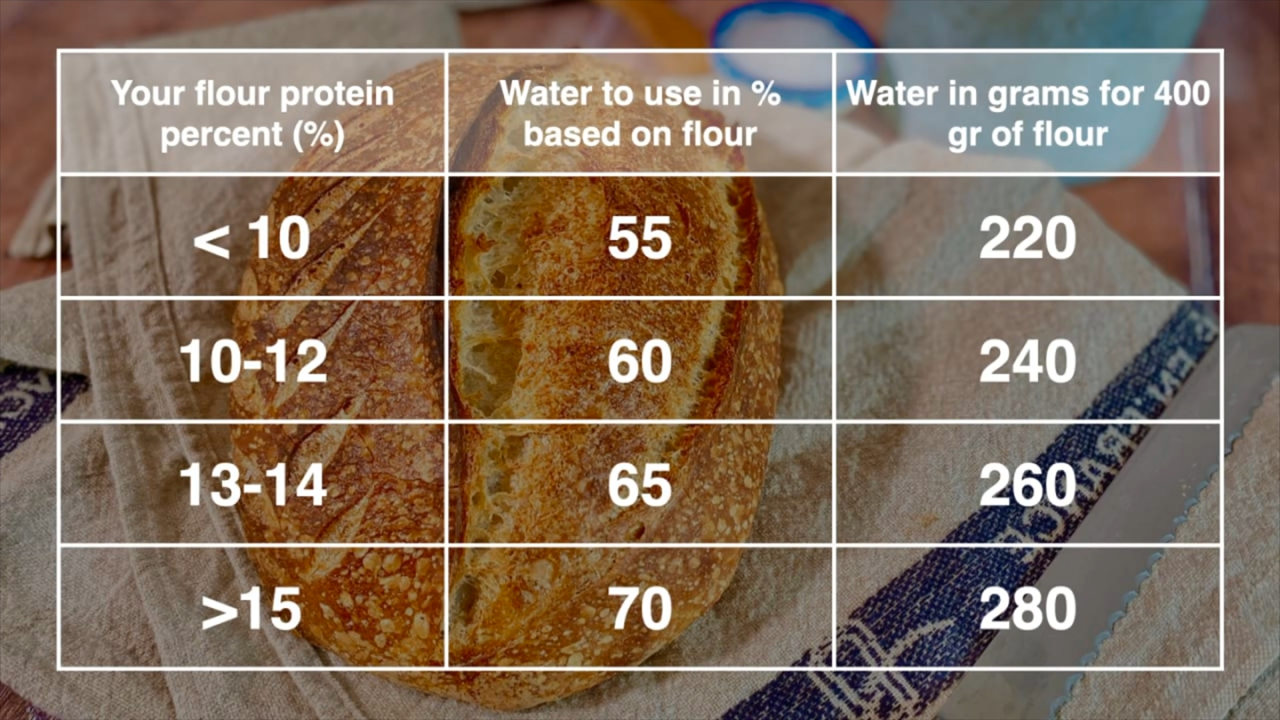 Your flour protein
percent (%)
Water to use in %
based on flour
Water in grams for 400
gr of flour
< 10
55
220
10-12
60
240
13-14
65
260
>15
70
280